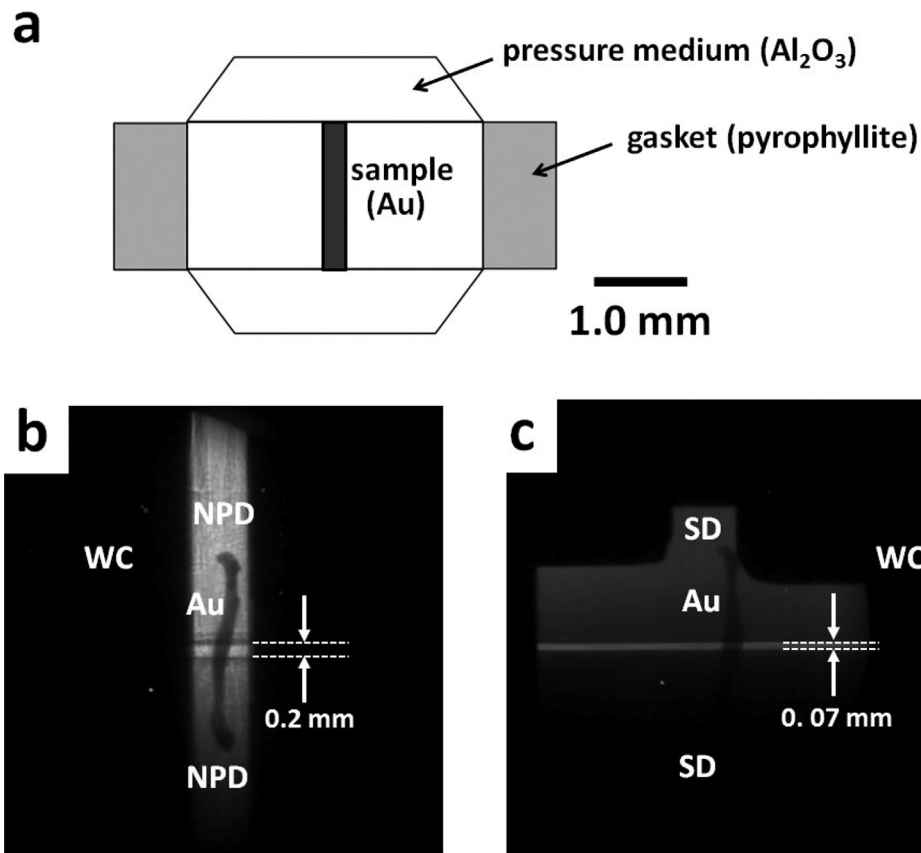 a
pressure medium (Al₂O₃)
gasket (pyrophyllite)
sample
(Au)
1.0 mm
b
NPD
WC
Au
0.2 mm
NPD
c
SD
WC
Au
0. 07 mm
SD